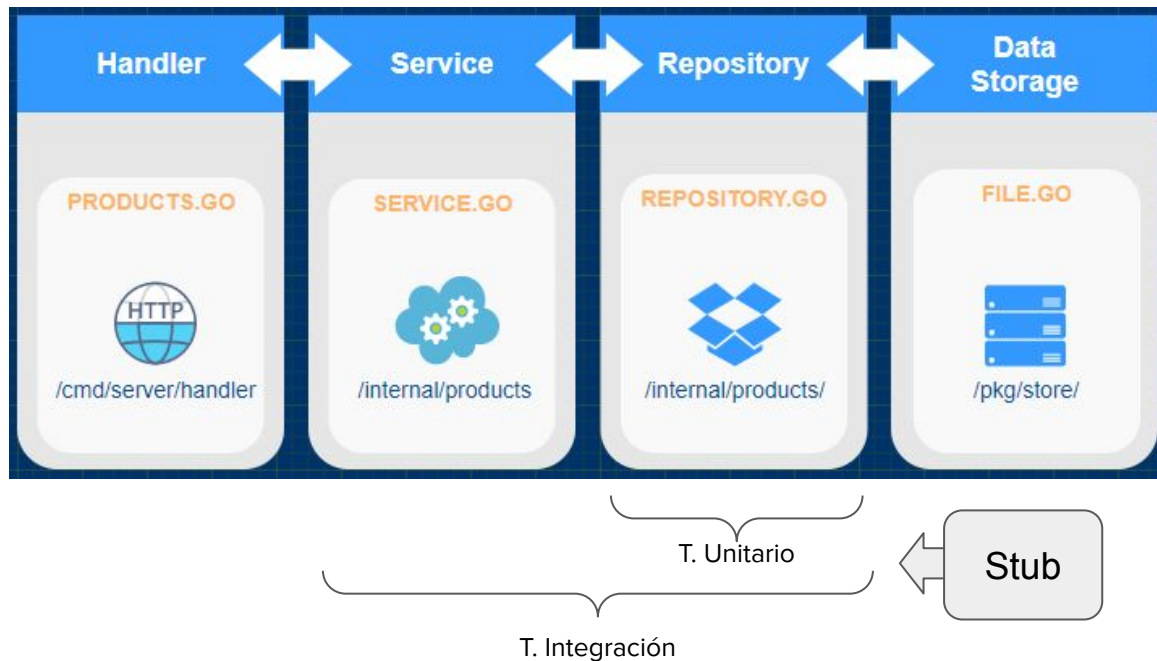 Handler
Service
Repository
Data
Storage
PRODUCTS.GO
SERVICE.GO
REPOSITORY.GO
FILE.GO
HTTP
/cmd/server/handler
/internal/products
/internal/products/
/pkg/store/
T. Unitario
Stub
T. Integración